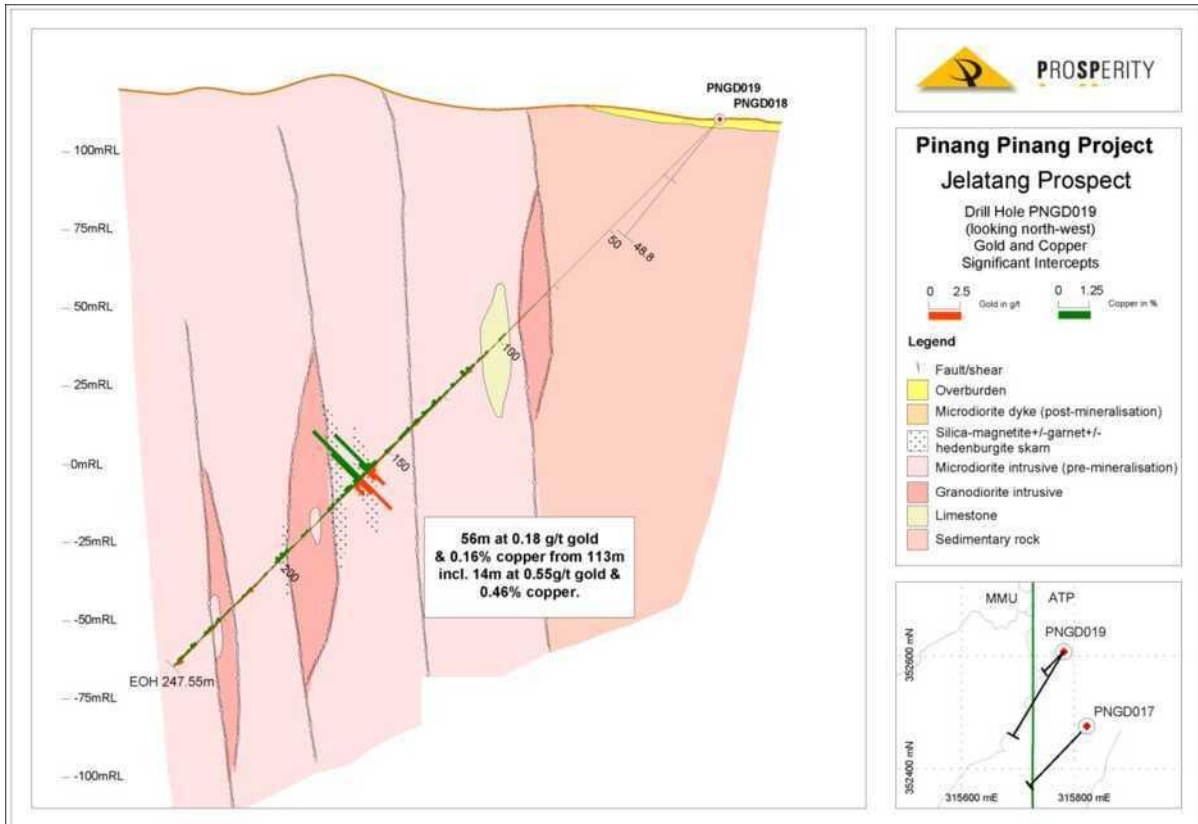 PNGD019
PNGD018
100mRL
75mRL
50mRL
25mRL
0mRL
-25mRL
-50mRL
-75mRL
-100mRL
50
48.8
100
150
200
EOH 247.55m
56m at 0.18 g/t gold
& 0.16% copper from 113m
incl. 14m at 0.55g/t gold &
0.46% copper.
PROSPERITY
Pinang Pinang Project
Jelatang Prospect
Drill Hole PNGD019
(looking north-west)
Gold and Copper
Significant Intercepts
0 2.5 Gold in g/t
0 1.25 Copper in %
Legend
Fault/shear
Overburden
Microdiorite dyke (post-mineralisation)
Silica-magnetite+/-garnet+/-
hedenburgite skarn
Microdiorite intrusive (pre-mineralisation)
Granodiorite intrusive
Limestone
Sedimentary rock
MMU ATP
PNGD019
PNGD017
352600 mN
352400 mN
315600 mE
315800 mE